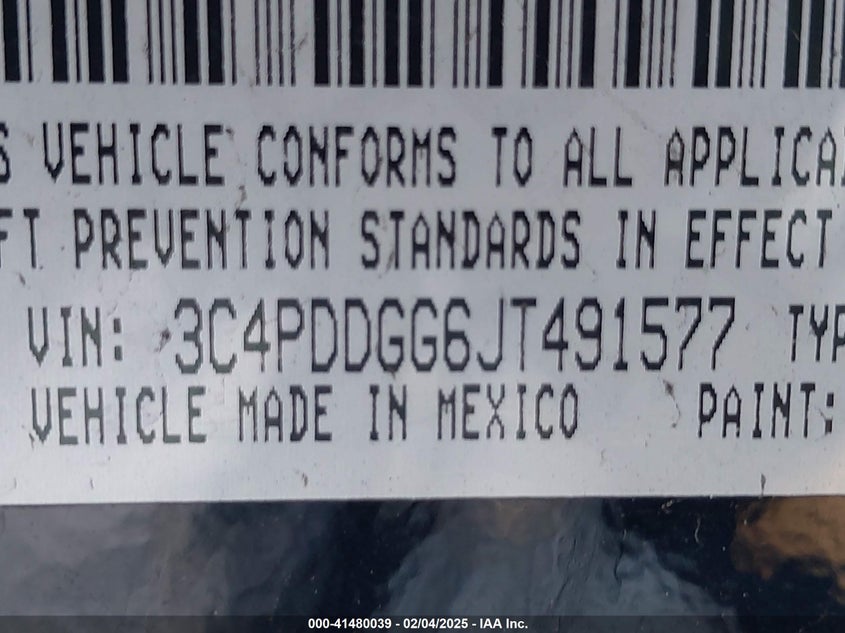 S VEHICLE CONFORMS TO ALL APPLICA
FT PREVENTION STANDARDS IN EFFECT
VIN: 3C4PDDGG6JT491577 TYP
VEHICLE MADE IN MEXICO PAINT:
000-41480039 - 02/04/2025 - IAA Inc.